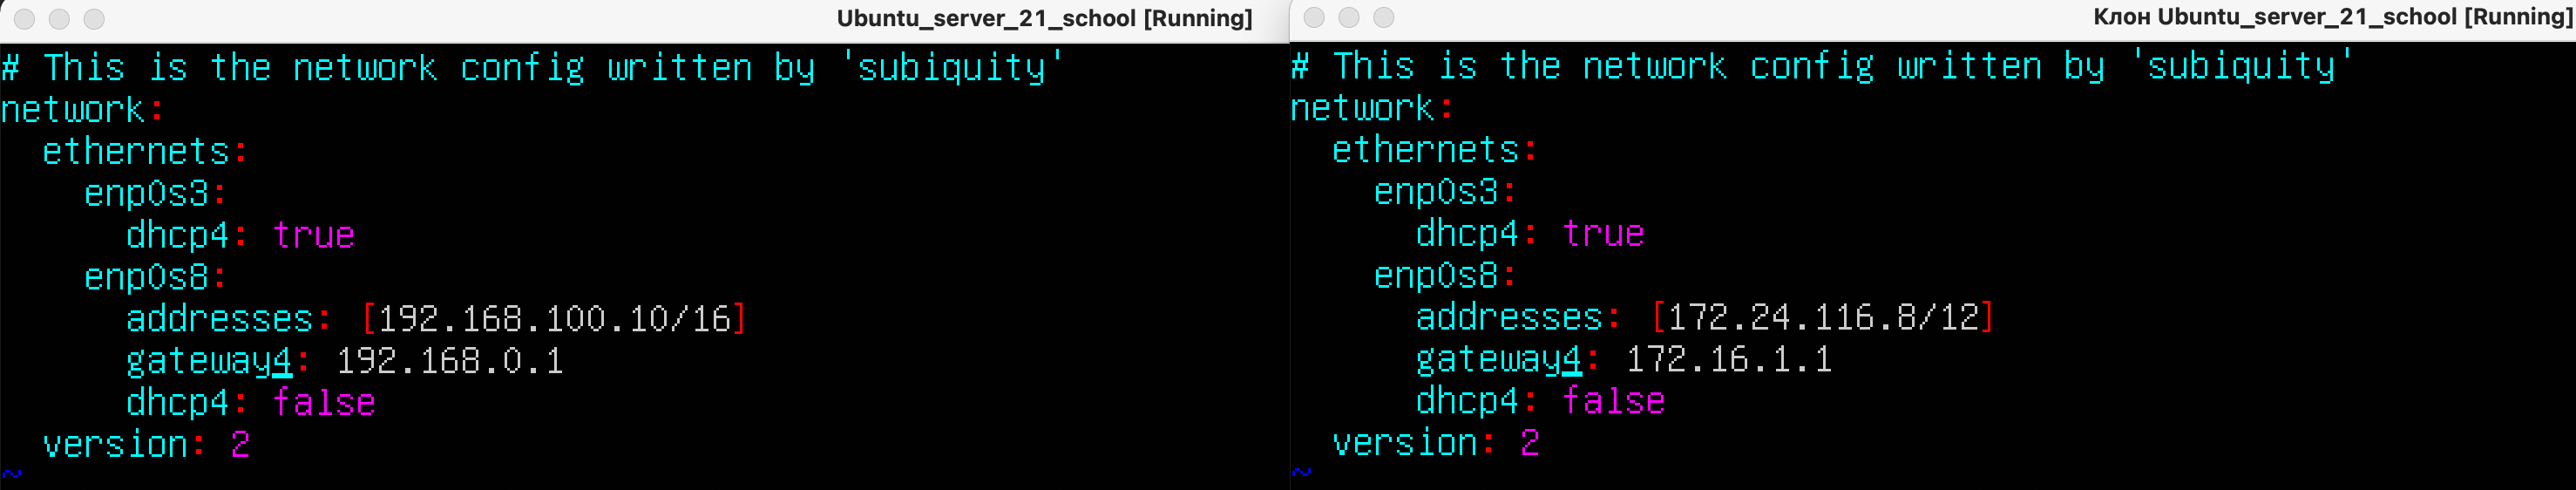 Ubuntu_server_21_school [Running]
# This is the network config written by 'subiquity'
network:
  ethernets:
    enp0s3:
      dhcp4: true
    enp0s8:
      addresses: [192.168.100.10/16]
      gateway4: 192.168.0.1
      dhcp4: false
  version: 2
~
Клон Ubuntu_server_21_school [Running]
# This is the network config written by 'subiquity'
network:
  ethernets:
    enp0s3:
      dhcp4: true
    enp0s8:
      addresses: [172.24.116.8/12]
      gateway4: 172.16.1.1
      dhcp4: false
  version: 2
~